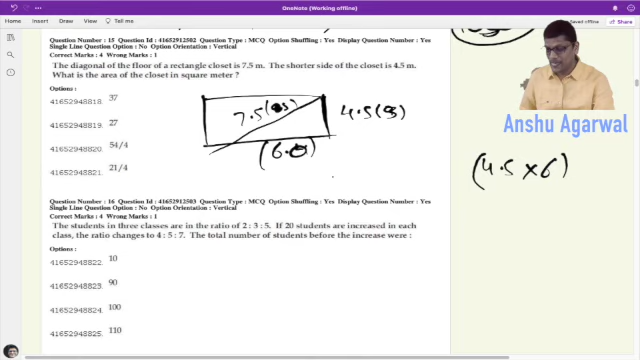 OneNote (Working offline)
Question Number : 15 Question Id : 41652912502 Question Type : MCQ Option Shuffling : Yes Display Question Number : Yes
Single Line Question Option : No Option Orientation : Vertical
Correct Marks : 4 Wrong Marks : 1
The diagonal of the floor of a rectangle closet is 7.5 m. The shorter side of the closet is 4.5 m.
What is the area of the closet in square meter ?
Options
41652948818. 37
41652948819. 27
41652948820. 54/4
41652948821. 21/4
7.5
4.5
(6.0)
Anshu Agarwal
(4.5 × 6)
Question Number : 16 Question Id : 41652912503 Question Type : MCQ Option Shuffling : Yes Display Question Number : Yes
Single Line Question Option : No Option Orientation : Vertical
Correct Marks : 4 Wrong Marks : 1
The students in three classes are in the ratio of 2 : 3 : 5. If 20 students are increased in each
class, the ratio changes to 4 : 5 : 7. The total number of students before the increase were :
Options
41652948822. 10
41652948823. 90
41652948824. 100
41652948825. 110